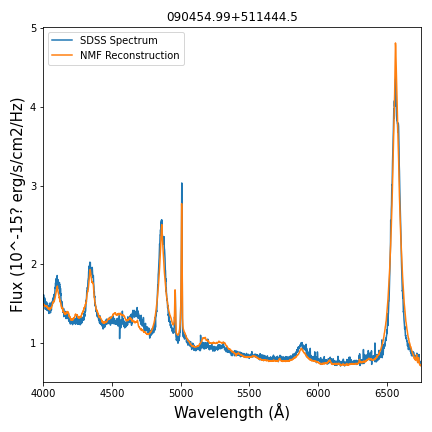 090454.99+511444.5
SDSS Spectrum
NMF Reconstruction
Flux (10^-15? erg/s/cm2/Hz)
5
4
3
2
1
4000 4500 5000 5500 6000 6500
Wavelength (Å)